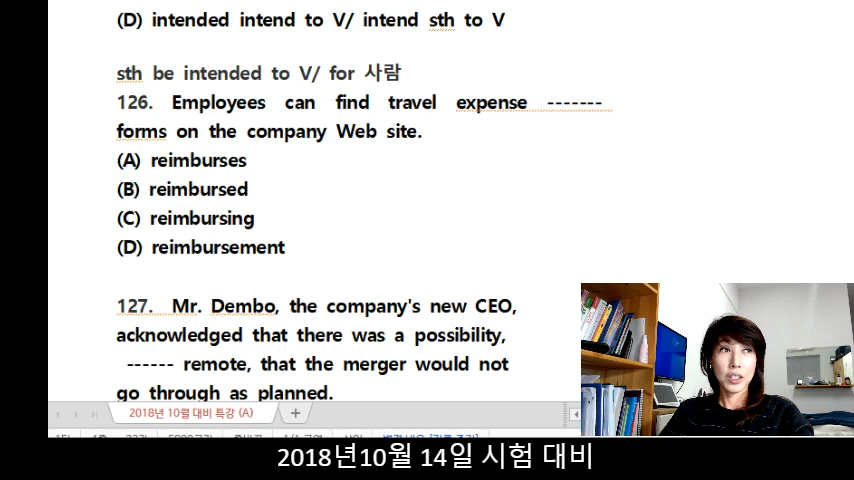 (D) intended intend to V/ intend sth to V
sth be intended to V/ for 사람
126. Employees can find travel expense -------
forms on the company Web site.
(A) reimburses
(B) reimbursed
(C) reimbursing
(D) reimbursement
127. Mr. Dembo, the company's new CEO,
acknowledged that there was a possibility,
------ remote, that the merger would not
go through as planned.
2018년 10월 대비 특강 (A)
2018년10월 14일 시험 대비